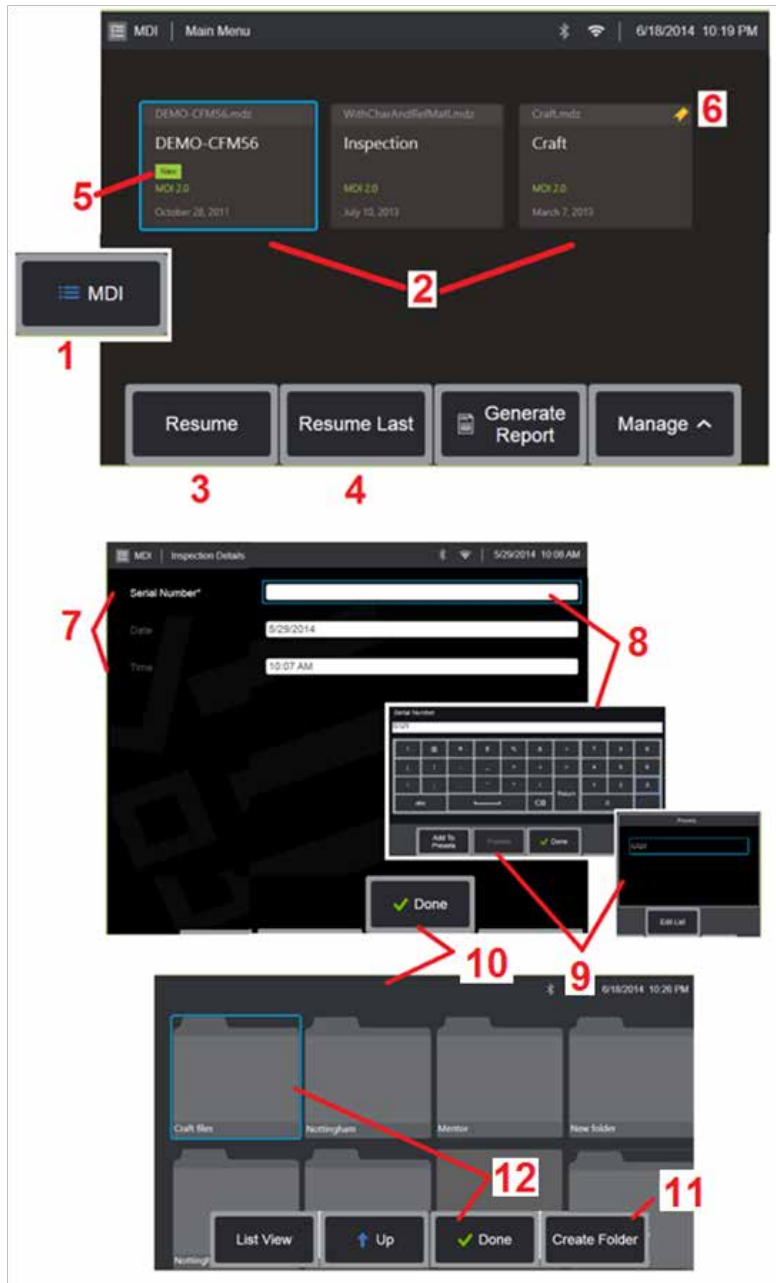 MDI | Main Menu 6/18/2014 10:19 PM
DEMO-CFM56.mdz WithCharAndRefMatl.mdz Craft.mdz 6
DEMO-CFM56 Inspection Craft
New
5
MDI 2.0 MDI 2.0 MDI 2.0
October 28, 2011 July 10, 2013 March 7, 2013
2
MDI
1
Resume Resume Last Generate Report Manage
3 4
MDI | Inspection Details 5/29/2014 10:08 AM
7
Serial Number*
8
Date 5/29/2014
Time 10:07 AM
Serial Number
Return
abc
Add To Presets Presets Done
Presets
Edit List
Done
10 9
6/18/2014 10:26 PM
Craft files Nottingham Mentor New folder
12 11
List View Up Done Create Folder